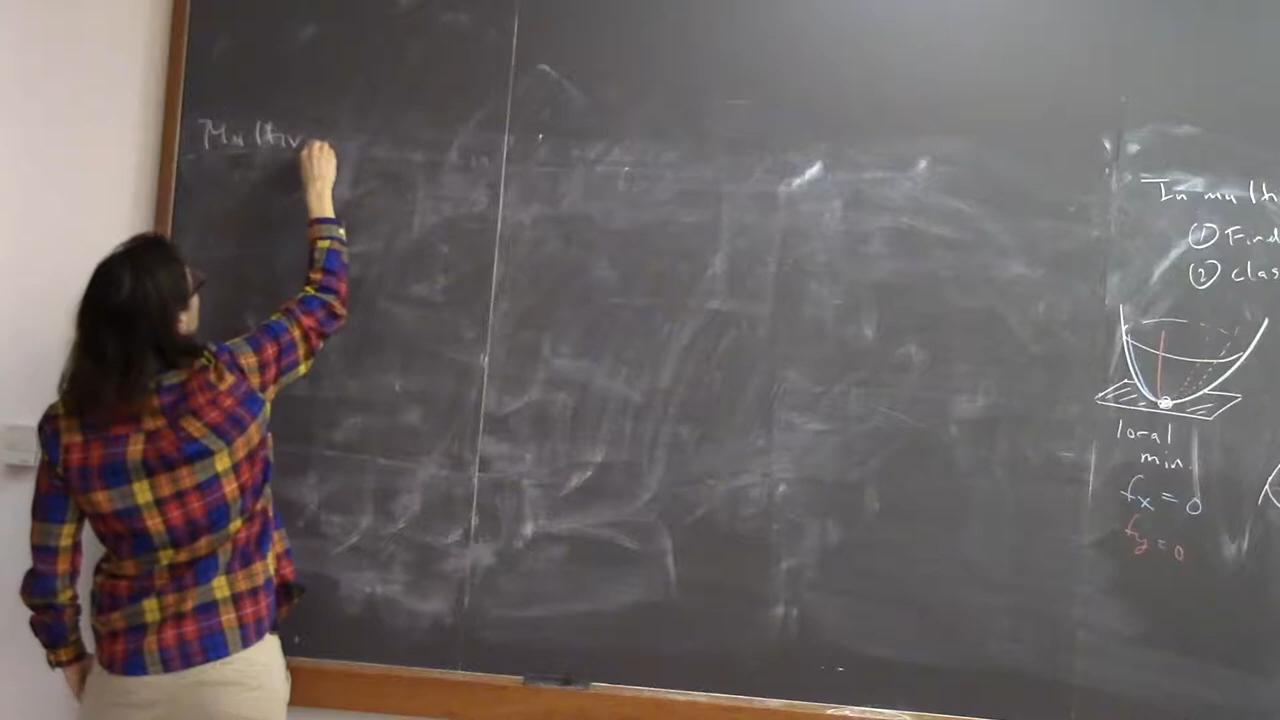 Multiv
In multi
① Find
② clas
local
min.
fx = 0
fy = 0